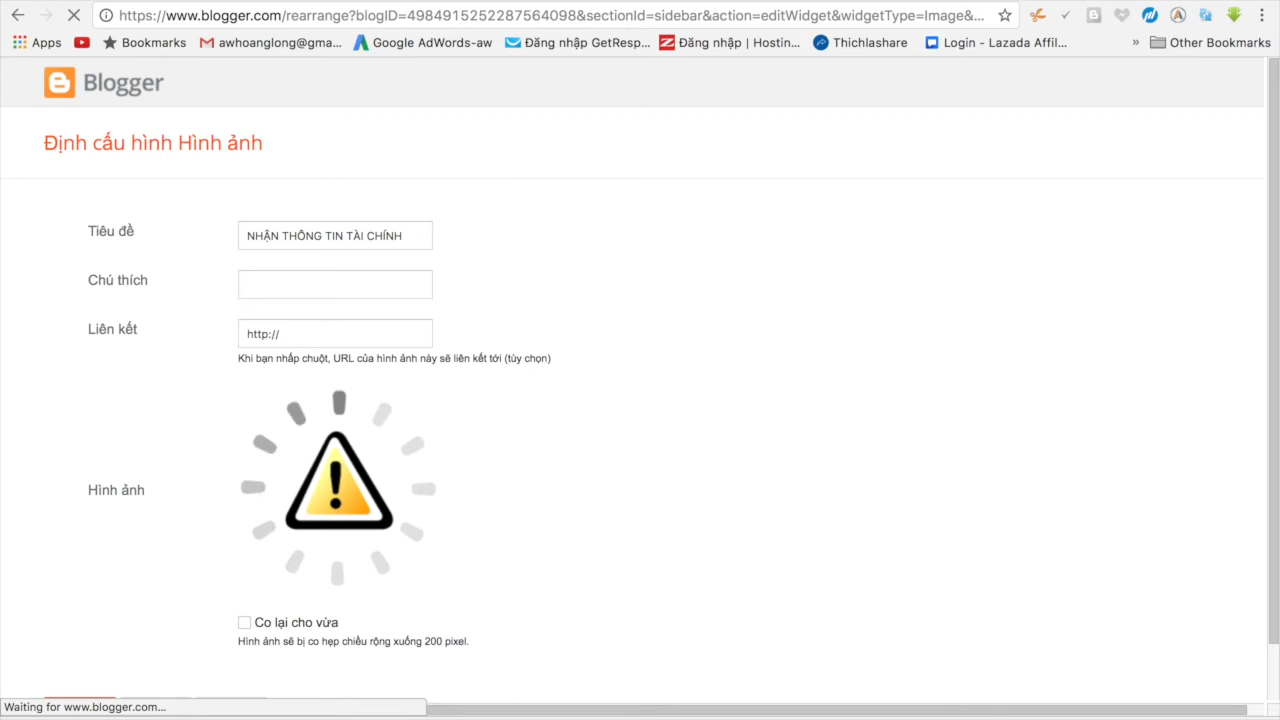 https://www.blogger.com/rearrange?blogID=4984915252287564098&sectionId=sidebar&action=editWidget&widgetType=Image&...
Apps Bookmarks awhoanglong@gma... Google AdWords-aw Đăng nhập GetResp... Đăng nhập | Hostin... Thichlashare Login - Lazada Affil... » Other Bookmarks
Blogger
Định cấu hình Hình ảnh
Tiêu đề
NHẬN THÔNG TIN TÀI CHÍNH
Chú thích
Liên kết
http://
Khi bạn nhấp chuột, URL của hình ảnh này sẽ liên kết tới (tùy chọn)
Hình ảnh
Co lại cho vừa
Hình ảnh sẽ bị co hẹp chiều rộng xuống 200 pixel.
Waiting for www.blogger.com...